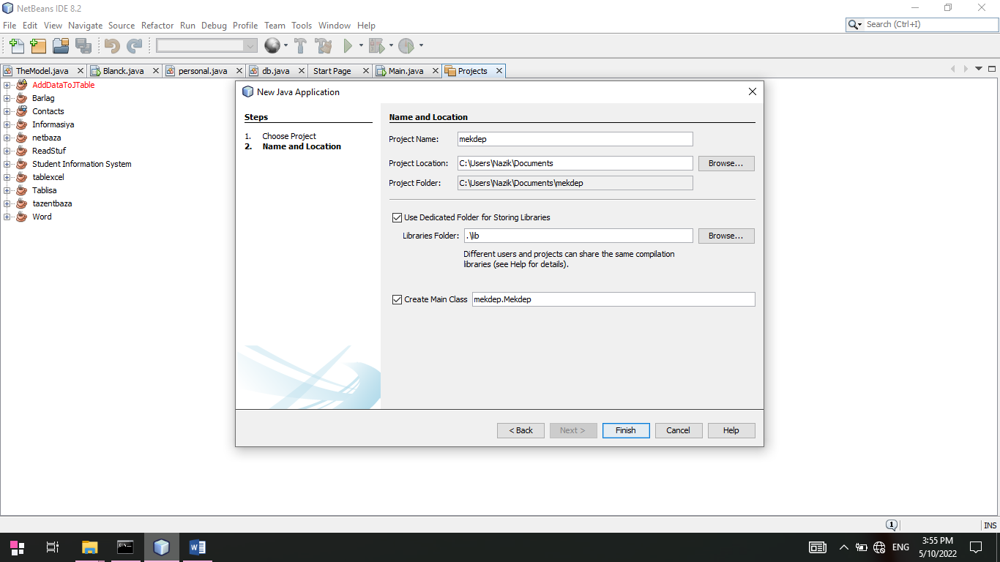 NetBeans IDE 8.2
File Edit View Navigate Source Refactor Run Debug Profile Team Tools Window Help
Search (Ctrl+I)
TheModel.java Blanck.java personal.java db.java Start Page Main.java Projects
AddDataToJTable
Barlag
Contacts
Informasiya
netbaza
ReadStuf
Student Information System
tablexcel
Tablisa
tazentbaza
Word
New Java Application
Steps
1. Choose Project
2. Name and Location
Name and Location
Project Name: mekdep
Project Location: C:\Users\Nazik\Documents Browse...
Project Folder: C:\Users\Nazik\Documents\mekdep
Use Dedicated Folder for Storing Libraries
Libraries Folder: .\lib Browse...
Different users and projects can share the same compilation
libraries (see Help for details).
Create Main Class mekdep.Mekdep
< Back Next > Finish Cancel Help
1 INS
ENG
3:55 PM
5/10/2022